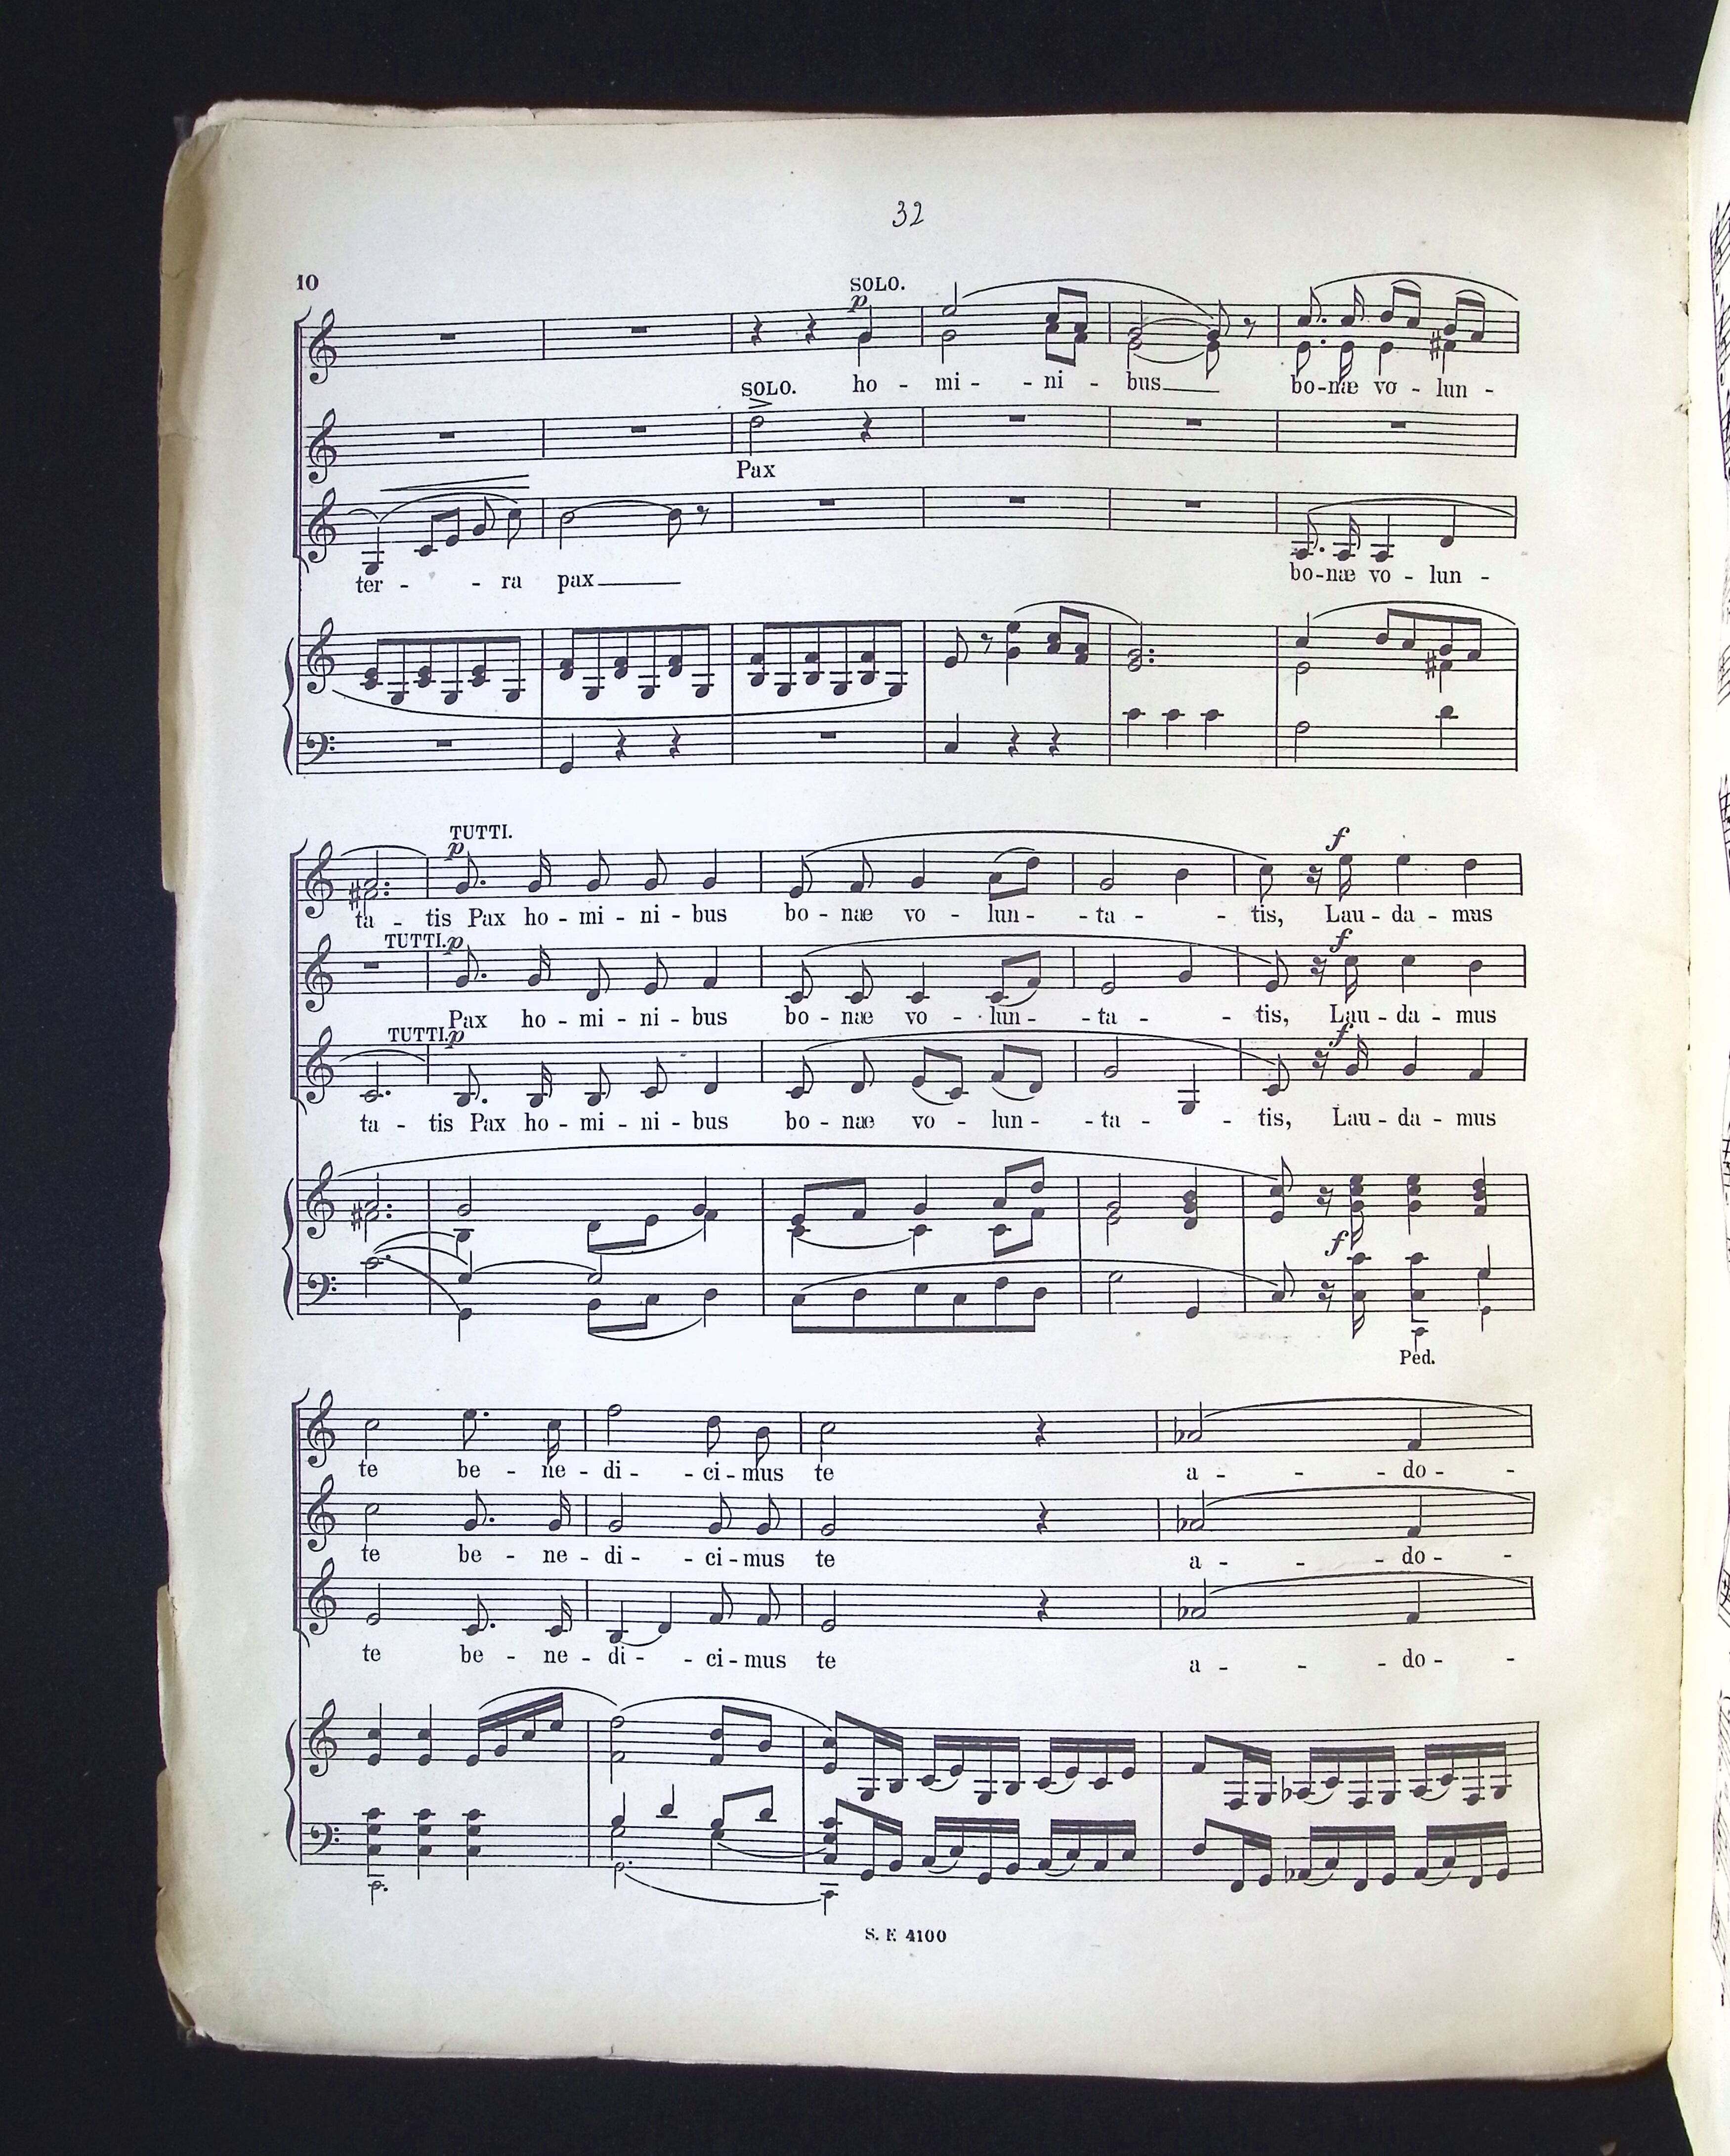 32
10
SOLO.
p
ho - mi - - ni - bus bo-næ vo - lun -
SOLO.
Pax
ter - - ra pax bo-næ vo - lun -
TUTTI.
p
ta - tis Pax ho - mi - ni - bus bo - næ vo - lun - - ta - - tis, Lau - da - mus
f
TUTTI. p
Pax ho - mi - ni - bus bo - næ vo - lun - - ta - - tis, Lau - da - mus
f
TUTTI. p
ta - tis Pax ho - mi - ni - bus bo - næ vo - lun - - ta - - tis, Lau - da - mus
f
f
Ped.
te be - ne - di - - ci - mus te a - - - do - -
te be - ne - di - - ci - mus te a - - - do - -
te be - ne - di - - ci - mus te a - - - do - -
S. F. 4100